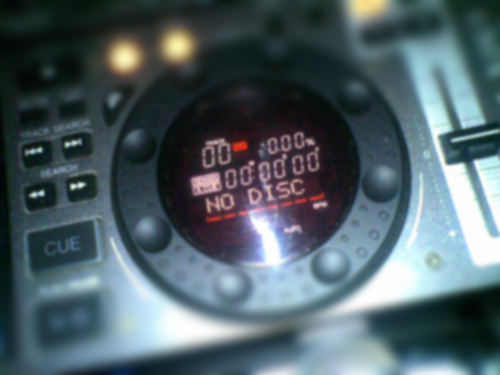 TRACK SEARCH
SEARCH
CUE
00 0.00%
00 00 00
NO DISC